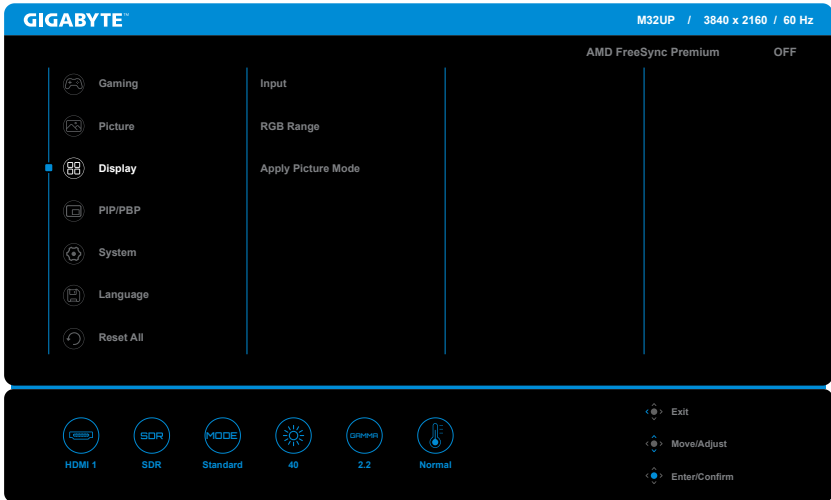 GIGABYTE™
M32UP / 3840 x 2160 / 60 Hz
AMD FreeSync Premium OFF
Gaming Input
Picture RGB Range
Display Apply Picture Mode
PIP/PBP
System
Language
Reset All
SDR MODE GAMMA
HDMI 1 SDR Standard 40 2.2 Normal
Exit
Move/Adjust
Enter/Confirm